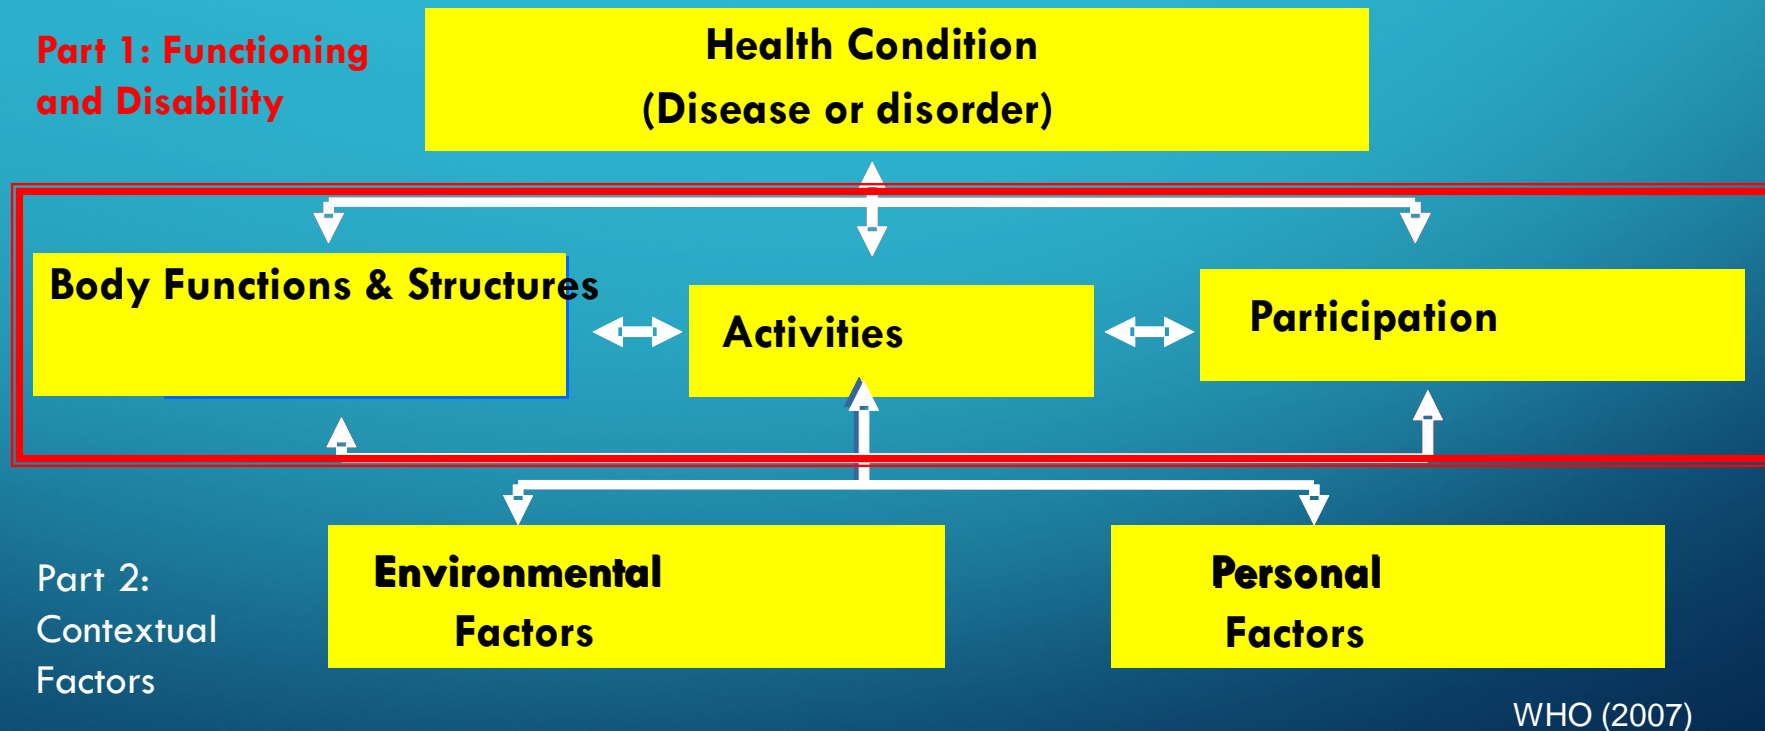 Part 1: Functioning
and Disability
Health Condition
(Disease or disorder)
Body Functions & Structures
Activities
Participation
Environmental
Factors
Personal
Factors
Part 2:
Contextual
Factors
WHO (2007)